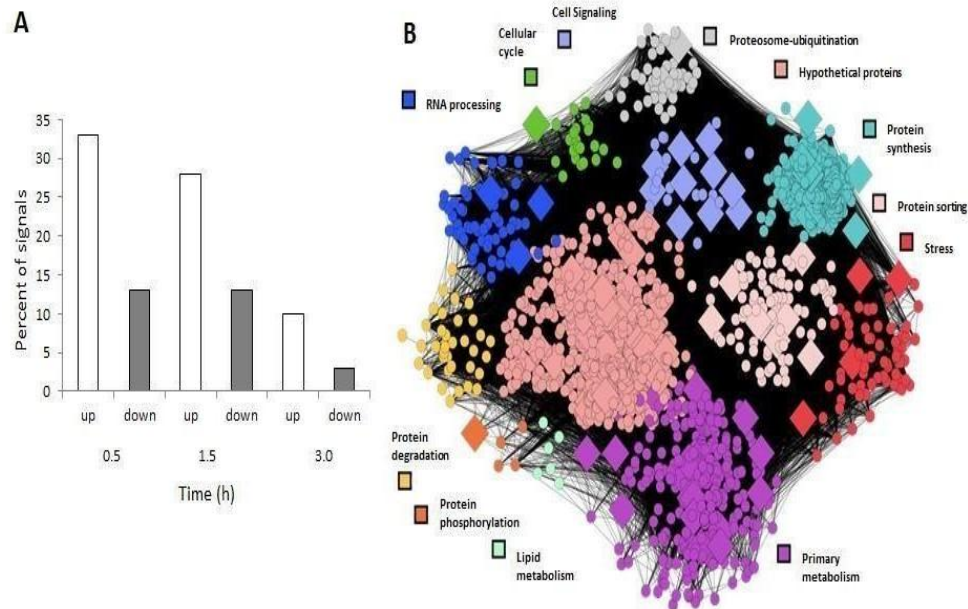 A
B
Cell Signaling
Cellular
cycle
Proteosome-ubiquitination
Hypothetical proteins
RNA processing
Protein
synthesis
Protein sorting
Stress
35
30
25
20
15
10
5
0
Percent of signals
up down up down up down
0.5 1.5 3.0
Time (h)
Protein
degradation
Protein
phosphorylation
Lipid
metabolism
Primary
metabolism